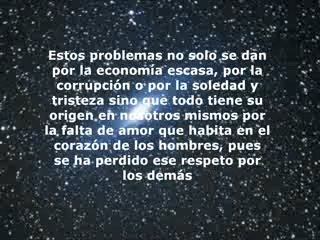 Estos problemas no solo se dan
por la economía escasa, por la
corrupción o por la soledad y
tristeza sino que todo tiene su
origen en nosotros mismos por
la falta de amor que habita en el
corazón de los hombres, pues
se ha perdido ese respeto por
los demás